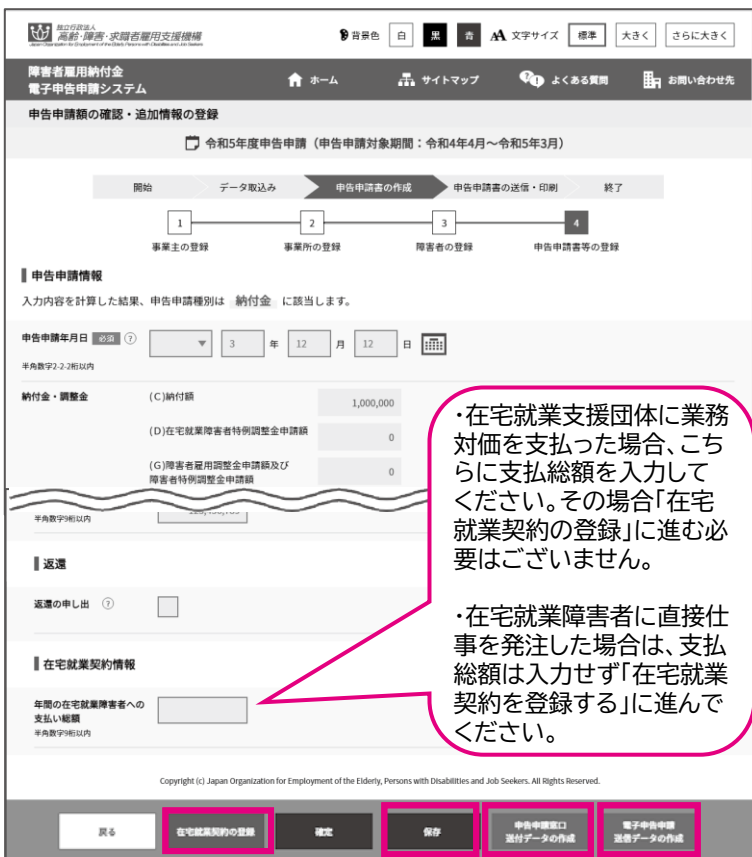 独立行政法人
高齢・障害・求職者雇用支援機構
Japan Organization for Employment of the Elderly, Persons with Disabilities and Job Seekers
背景色 白 黒 青 文字サイズ 標準 大きく さらに大きく
障害者雇用納付金
電子申告申請システム
ホーム サイトマップ よくある質問 お問い合わせ先
申告申請額の確認・追加情報の登録
令和5年度申告申請（申告申請対象期間：令和4年4月～令和5年3月）
開始 データ取込み 申告申請書の作成 申告申請書の送信・印刷 終了
1 2 3 4
事業主の登録 事業所の登録 障害者の登録 申告申請書等の登録
申告申請情報
入力内容を計算した結果、申告申請種別は 納付金 に該当します。
申告申請年月日 必須 ? 3 年 12 月 12 日
半角数字2-2-2桁以内
納付金・調整金 (C)納付額 1,000,000
(D)在宅就業障害者特例調整金申請額 0
(G)障害者雇用調整金申請額及び
障害者特例調整金申請額 0
半角数字9桁以内
返還
返還の申し出 ?
在宅就業契約情報
年間の在宅就業障害者への
支払い総額
半角数字9桁以内
・在宅就業支援団体に業務
対価を支払った場合、こち
らに支払総額を入力して
ください。その場合「在宅
就業契約の登録」に進む必
要はございません。
・在宅就業障害者に直接仕
事を発注した場合は、支払
総額は入力せず「在宅就業
契約を登録する」に進んで
ください。
Copyright (c) Japan Organization for Employment of the Elderly, Persons with Disabilities and Job Seekers. All Rights Reserved.
戻る 在宅就業契約の登録 確定 保存 申告申請窓口
送付データの作成 電子申告申請
送信データの作成